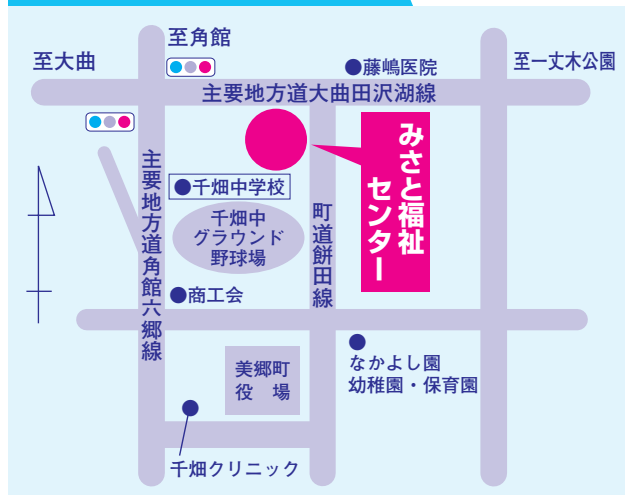 至角館
至大曲
藤嶋医院
至一丈木公園
主要地方道大曲田沢湖線
みさと福祉
センター
主要地方道角館六郷線
千畑中学校
千畑中
グラウンド
野球場
町道餅田線
商工会
美郷町
役　場
なかよし園
幼稚園・保育園
千畑クリニック